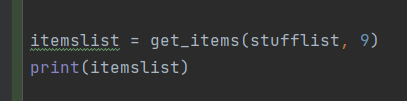 itemslist = get_items(stufflist, 9)
print(itemslist)